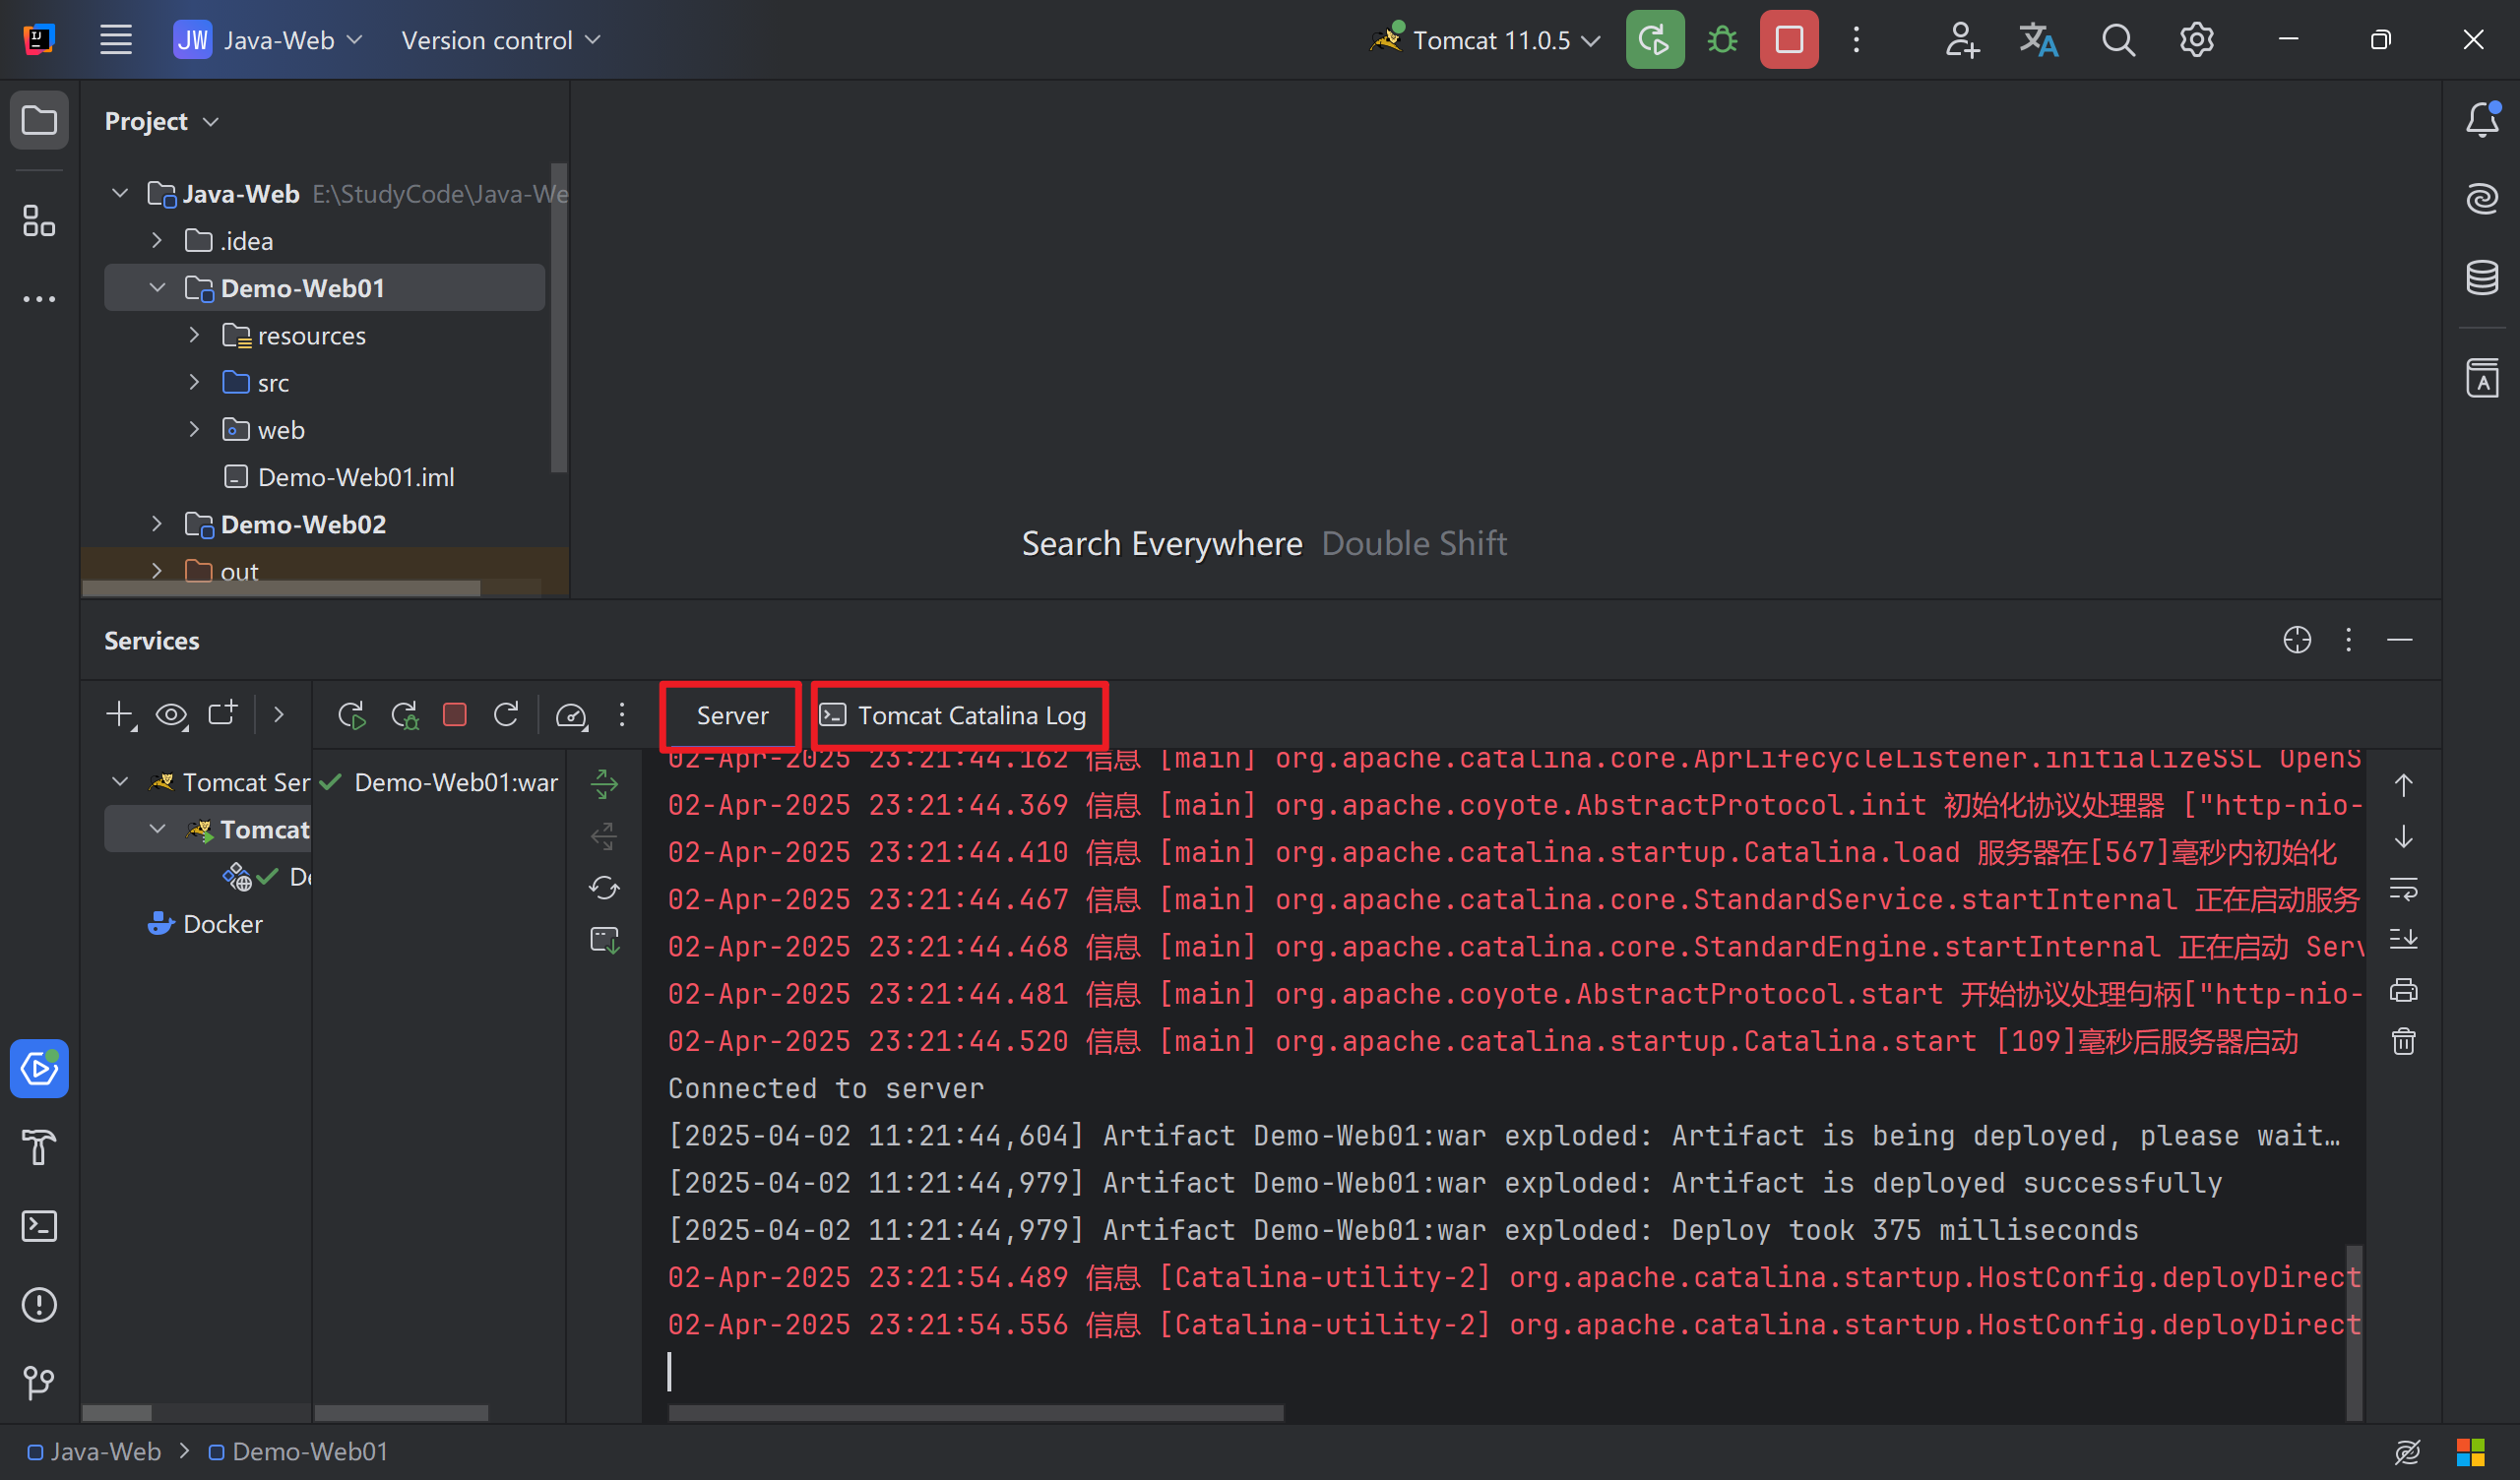 JW Java-Web Version control Tomcat 11.0.5
Project
Java-Web E:\StudyCode\Java-We
.idea
Demo-Web01
resources
src
web
Demo-Web01.iml
Demo-Web02
out
Search Everywhere Double Shift
Services
Server Tomcat Catalina Log
Tomcat Ser
Tomcat
De
Docker
Demo-Web01:war
02-Apr-2025 23:21:44.162 信息 [main] org.apache.catalina.core.AprLifecycleListener.initializeSSL OpenS
02-Apr-2025 23:21:44.369 信息 [main] org.apache.coyote.AbstractProtocol.init 初始化协议处理器 ["http-nio-
02-Apr-2025 23:21:44.410 信息 [main] org.apache.catalina.startup.Catalina.load 服务器在[567]毫秒内初始化
02-Apr-2025 23:21:44.467 信息 [main] org.apache.catalina.core.StandardService.startInternal 正在启动服务
02-Apr-2025 23:21:44.468 信息 [main] org.apache.catalina.core.StandardEngine.startInternal 正在启动 Serv
02-Apr-2025 23:21:44.481 信息 [main] org.apache.coyote.AbstractProtocol.start 开始协议处理句柄["http-nio-
02-Apr-2025 23:21:44.520 信息 [main] org.apache.catalina.startup.Catalina.start [109]毫秒后服务器启动
Connected to server
[2025-04-02 11:21:44,604] Artifact Demo-Web01:war exploded: Artifact is being deployed, please wait…
[2025-04-02 11:21:44,979] Artifact Demo-Web01:war exploded: Artifact is deployed successfully
[2025-04-02 11:21:44,979] Artifact Demo-Web01:war exploded: Deploy took 375 milliseconds
02-Apr-2025 23:21:54.489 信息 [Catalina-utility-2] org.apache.catalina.startup.HostConfig.deployDirect
02-Apr-2025 23:21:54.556 信息 [Catalina-utility-2] org.apache.catalina.startup.HostConfig.deployDirect
Java-Web > Demo-Web01